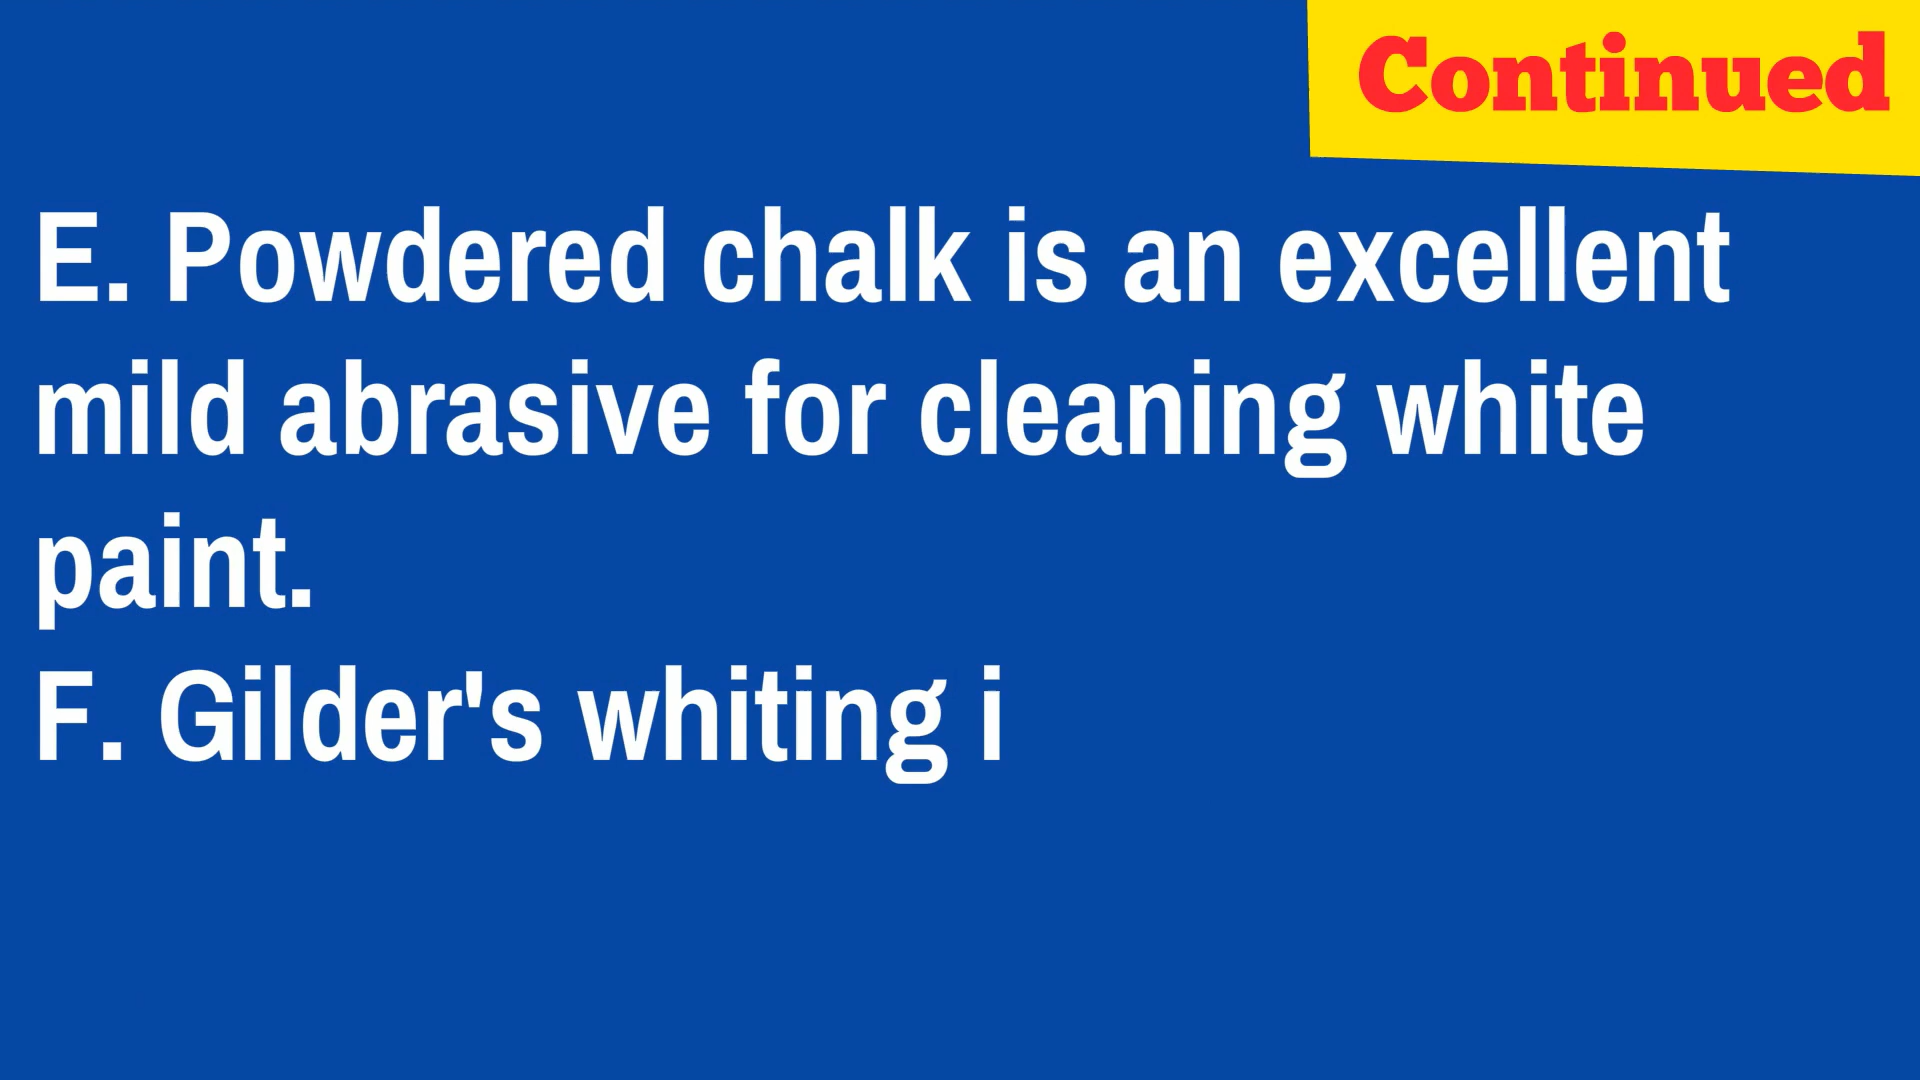 Continued
E. Powdered chalk is an excellent
mild abrasive for cleaning white
paint.
F. Gilder's whiting i